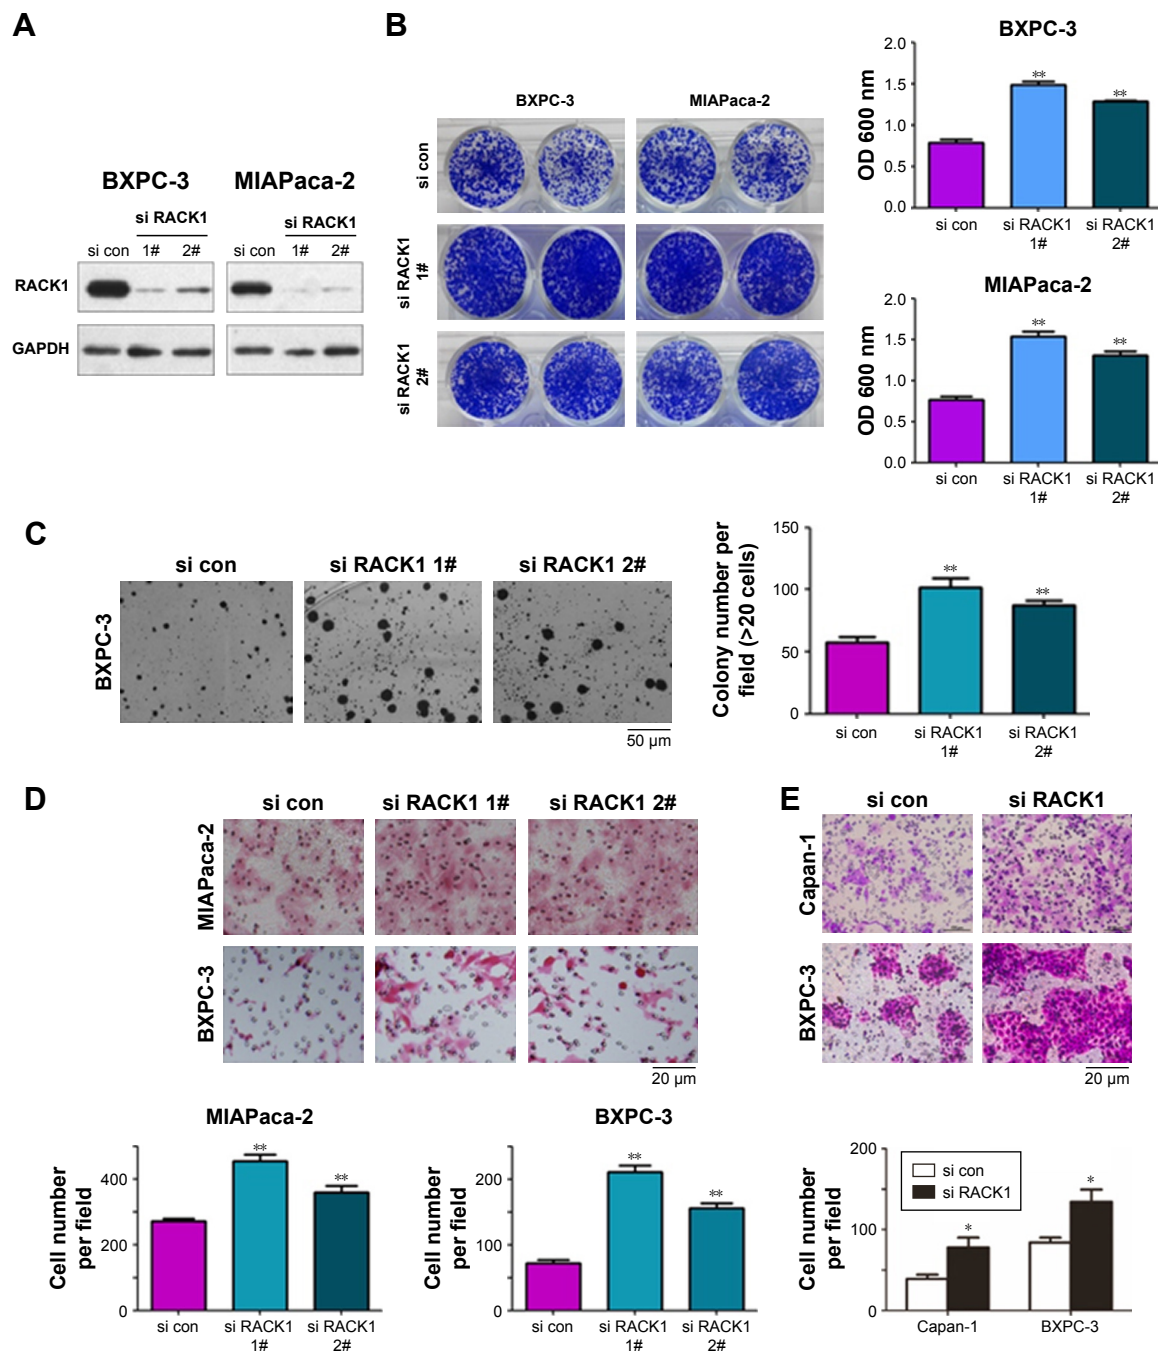 A
BXPC-3 MIAPaca-2
si RACK1 si RACK1
si con 1# 2# si con 1# 2#
RACK1
GAPDH
B
BXPC-3 MIAPaca-2
si con
si RACK1
1#
si RACK1
2#
BXPC-3
OD 600 nm
2.0
1.5
1.0
0.5
0.0
** **
si con si RACK1 si RACK1
1# 2#
MIAPaca-2
OD 600 nm
2.0
1.5
1.0
0.5
0.0
** **
si con si RACK1 si RACK1
1# 2#
C
si con si RACK1 1# si RACK1 2#
BXPC-3
50 µm
Colony number per
field (>20 cells)
150
100
50
0
** **
si con si RACK1 si RACK1
1# 2#
D
si con si RACK1 1# si RACK1 2#
MIAPaca-2
BXPC-3
20 µm
MIAPaca-2
Cell number
per field
400
200
0
** **
si con si RACK1 si RACK1
1# 2#
BXPC-3
Cell number
per field
200
100
0
** **
si con si RACK1 si RACK1
1# 2#
E
si con si RACK1
Capan-1
BXPC-3
20 µm
Cell number
per field
200
100
0
si con
si RACK1
* *
Capan-1 BXPC-3